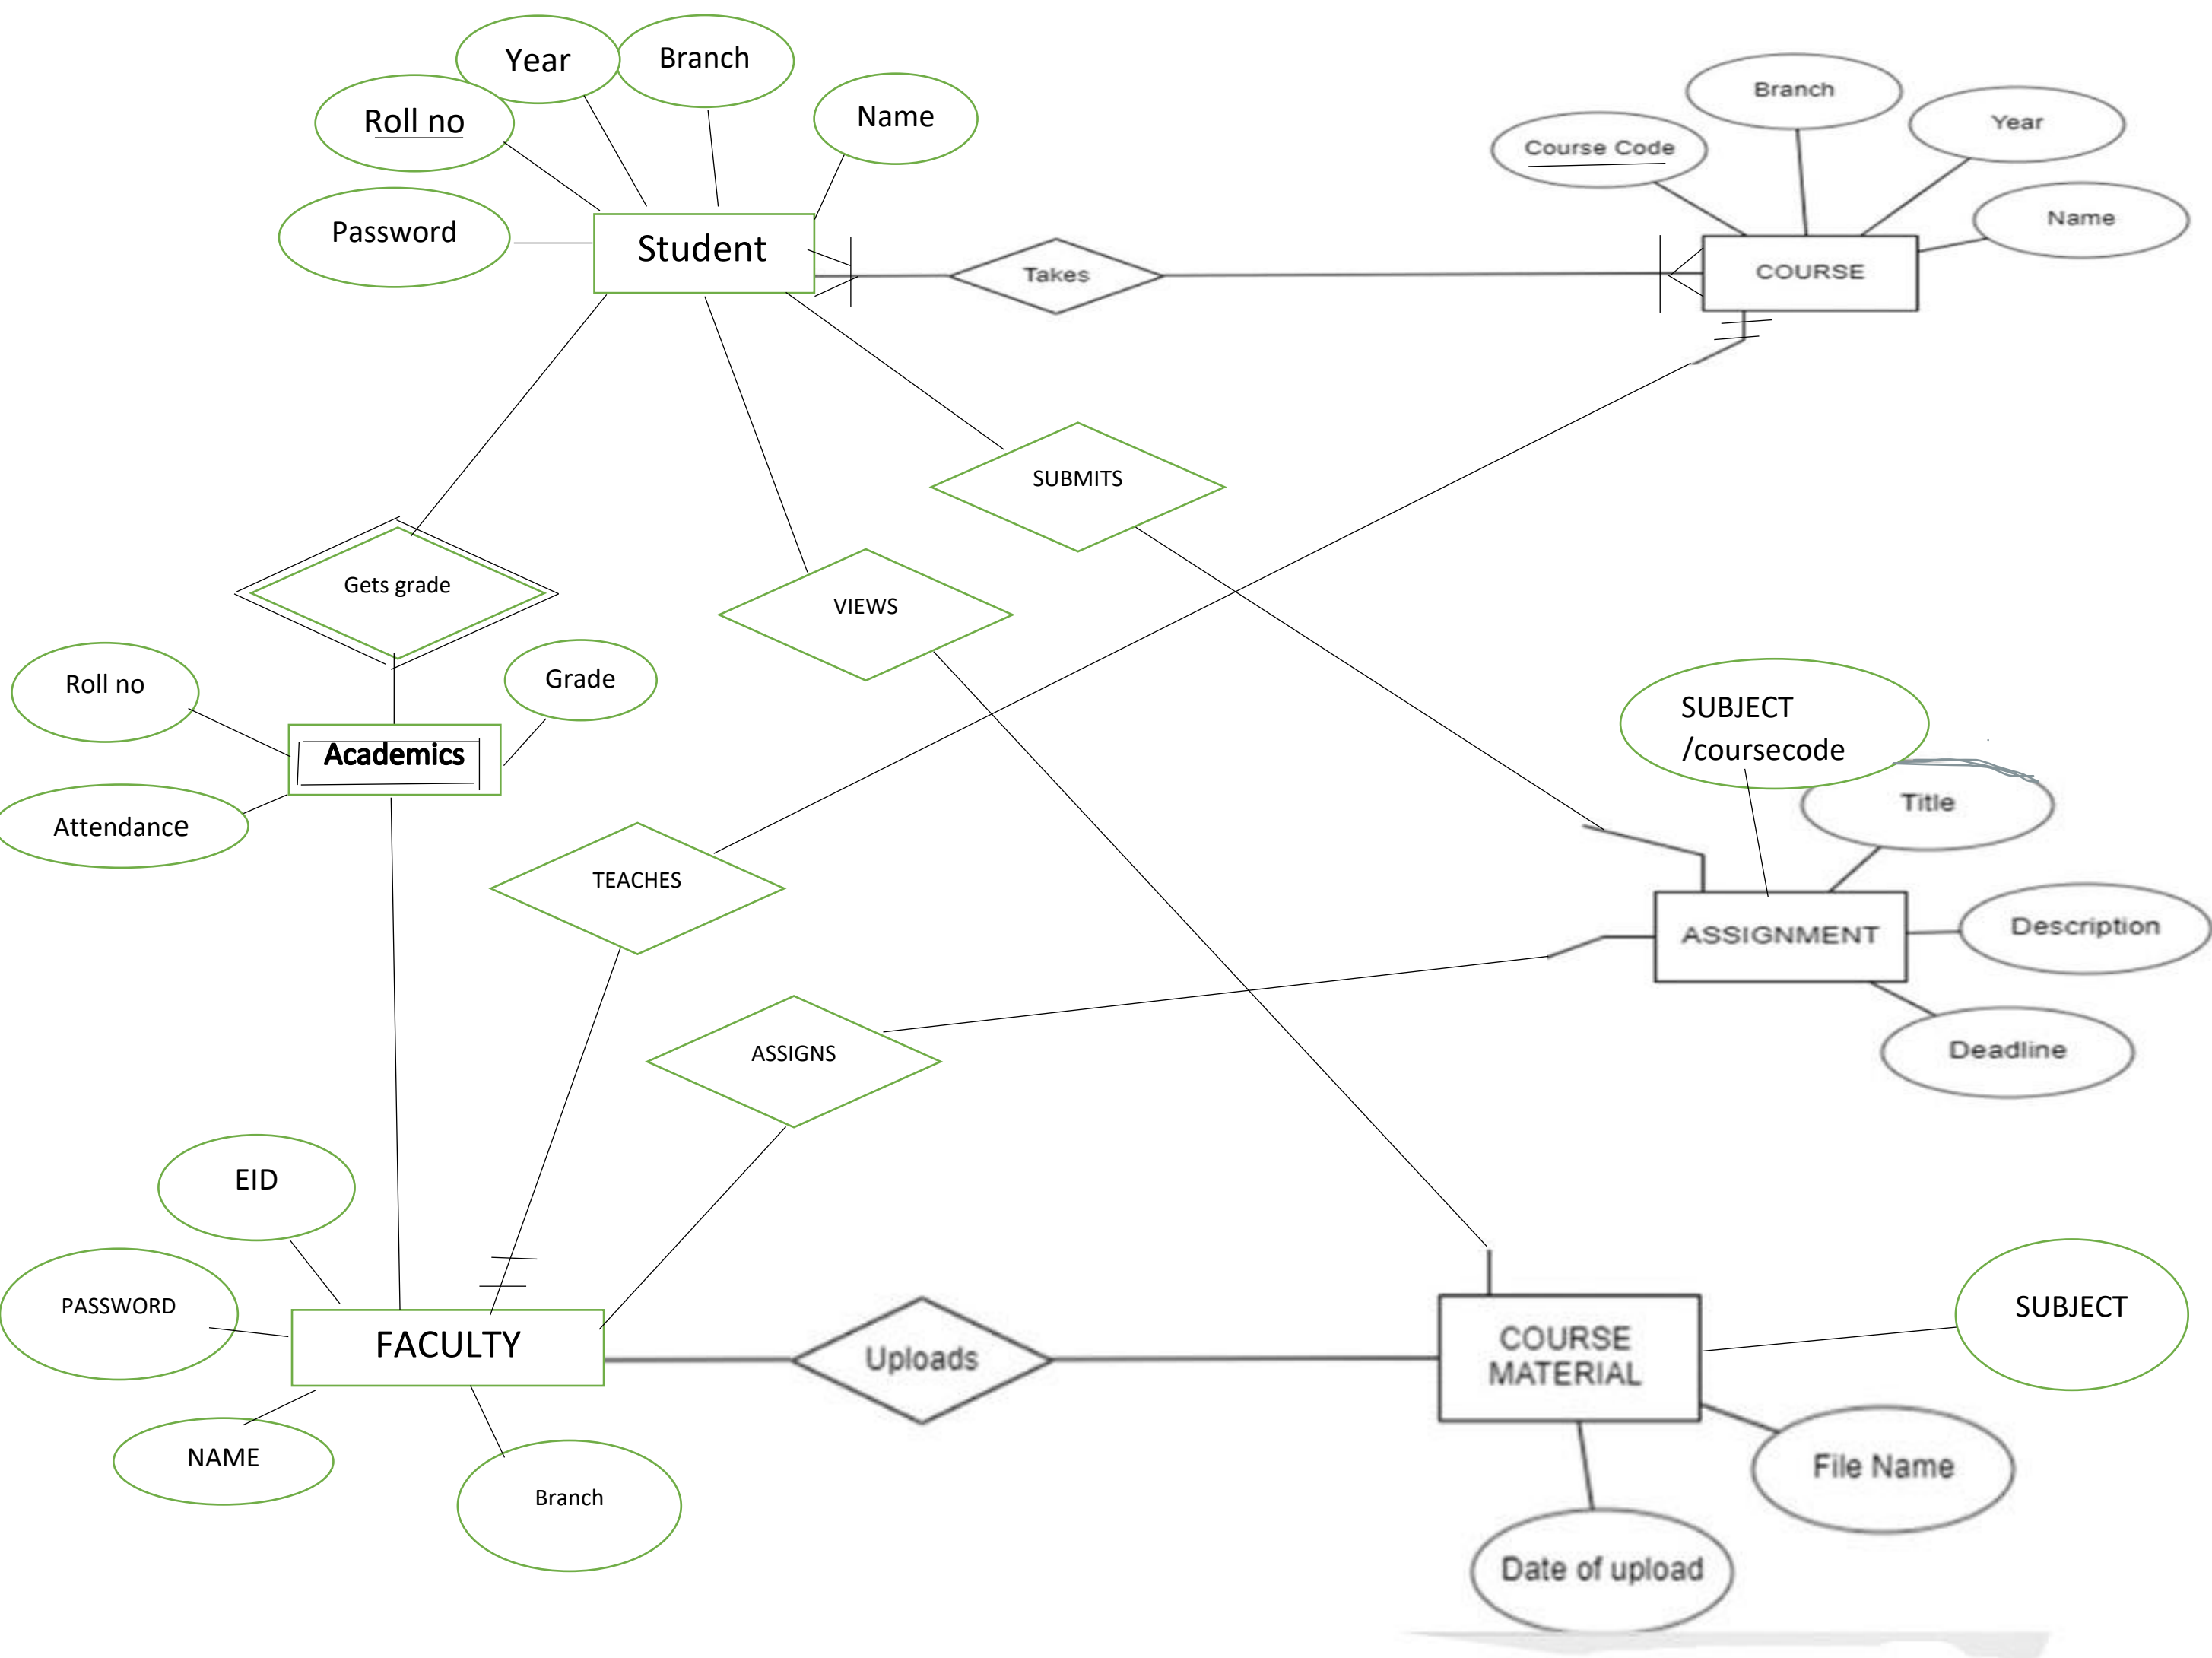 Year
Branch
Roll no
Name
Password
Student
Takes
Branch
Course Code
Year
Name
COURSE
SUBMITS
Gets grade
VIEWS
Roll no
Grade
Academics
Attendance
SUBJECT
/coursecode
Title
TEACHES
ASSIGNMENT
Description
ASSIGNS
Deadline
EID
PASSWORD
FACULTY
Uploads
COURSE
MATERIAL
SUBJECT
NAME
Branch
File Name
Date of upload